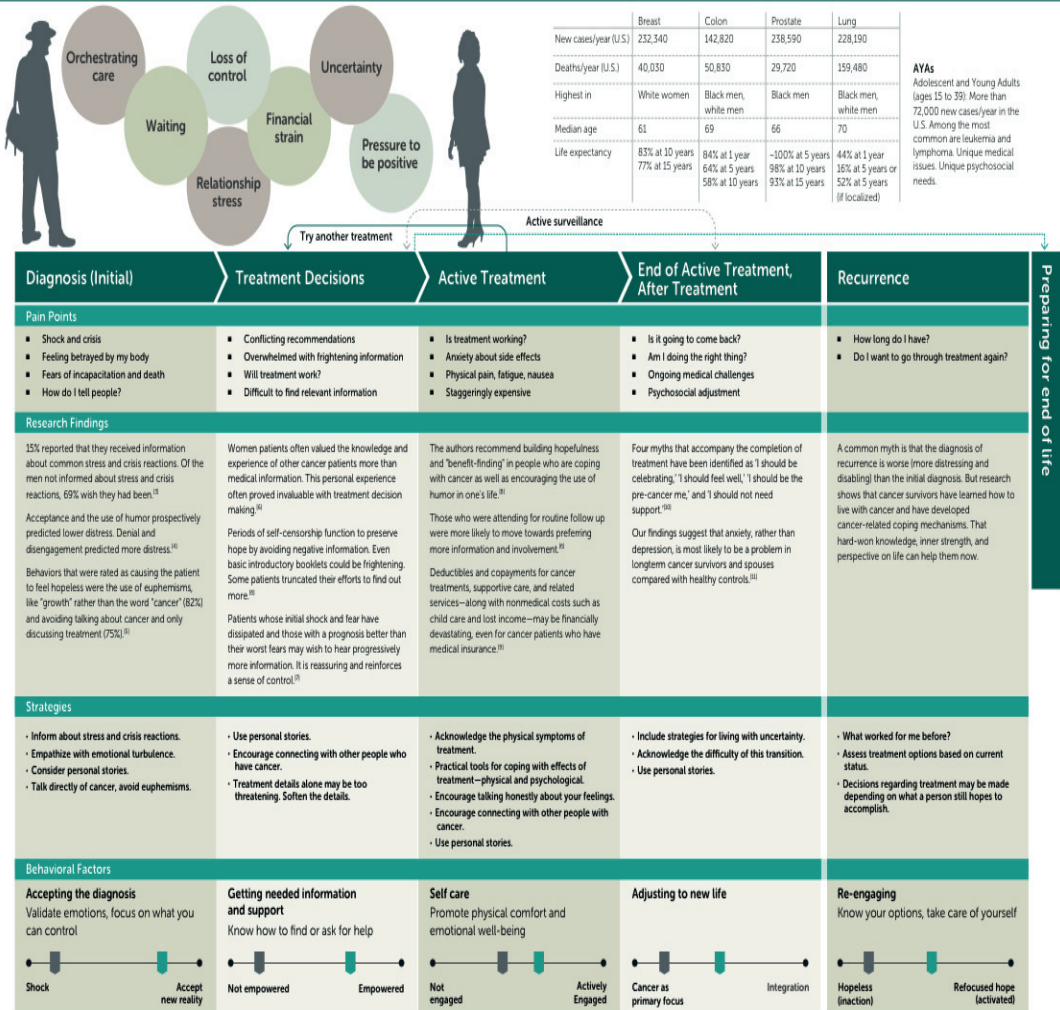 Orchestrating
care
Waiting
Loss of
control
Relationship
stress
Financial
strain
Uncertainty
Pressure to
be positive
Breast Colon Prostate Lung
New cases/year (U.S.) 232,340 142,820 238,590 228,190
Deaths/year (U.S.) 40,030 50,830 29,720 159,480
Highest in White women Black men, Black men Black men,
white men white men
Median age 61 69 66 70
Life expectancy 83% at 10 years 84% at 1 year ~100% at 5 years 44% at 1 year
77% at 15 years 64% at 5 years 98% at 10 years 16% at 5 years or
58% at 10 years 93% at 15 years 52% at 5 years
(if localized)
AYAs
Adolescent and Young Adults
(ages 15 to 39): More than
72,000 new cases/year in the
U.S. Among the most
common are leukemia and
lymphoma. Unique medical
issues. Unique psychosocial
needs.
Active surveillance
Try another treatment
Diagnosis (Initial)
Treatment Decisions
Active Treatment
End of Active Treatment,
After Treatment
Recurrence
Preparing for end of life
Pain Points
▪ Shock and crisis
▪ Feeling betrayed by my body
▪ Fears of incapacitation and death
▪ How do I tell people?
▪ Conflicting recommendations
▪ Overwhelmed with frightening information
▪ Will treatment work?
▪ Difficult to find relevant information
▪ Is treatment working?
▪ Anxiety about side effects
▪ Physical pain, fatigue, nausea
▪ Staggeringly expensive
▪ Is it going to come back?
▪ Am I doing the right thing?
▪ Ongoing medical challenges
▪ Psychosocial adjustment
▪ How long do I have?
▪ Do I want to go through treatment again?
Research Findings
15% reported that they received information
about common stress and crisis reactions. Of the
men not informed about stress and crisis
reactions, 69% wish they had been.[3]
Acceptance and the use of humor prospectively
predicted lower distress. Denial and
disengagement predicted more distress.[4]
Behaviors that were rated as causing the patient
to feel hopeless were the use of euphemisms,
like "growth" rather than the word "cancer" (82%)
and avoiding talking about cancer and only
discussing treatment (75%).[5]
Women patients often valued the knowledge and
experience of other cancer patients more than
medical information. This personal experience
often proved invaluable with treatment decision
making.[6]
Periods of self-censorship function to preserve
hope by avoiding negative information. Even
basic introductory booklets could be frightening.
Some patients truncated their efforts to find out
more.[8]
Patients whose initial shock and fear have
dissipated and those with a prognosis better than
their worst fears may wish to hear progressively
more information. It is reassuring and reinforces
a sense of control.[7]
The authors recommend building hopefulness
and "benefit-finding" in people who are coping
with cancer as well as encouraging the use of
humor in one's life.[8]
Those who were attending for routine follow up
were more likely to move towards preferring
more information and involvement.[6]
Deductibles and copayments for cancer
treatments, supportive care, and related
services—along with nonmedical costs such as
child care and lost income—may be financially
devastating, even for cancer patients who have
medical insurance.[9]
Four myths that accompany the completion of
treatment have been identified as 'I should be
celebrating,' 'I should feel well,' 'I should be the
pre-cancer me,' and 'I should not need
support.'[10]
Our findings suggest that anxiety, rather than
depression, is most likely to be a problem in
longterm cancer survivors and spouses
compared with healthy controls.[11]
A common myth is that the diagnosis of
recurrence is worse (more distressing and
disabling) than the initial diagnosis. But research
shows that cancer survivors have learned how to
live with cancer and have developed
cancer-related coping mechanisms. That
hard-won knowledge, inner strength, and
perspective on life can help them now.
Strategies
· Inform about stress and crisis reactions.
· Empathize with emotional turbulence.
· Consider personal stories.
· Talk directly of cancer, avoid euphemisms.
· Use personal stories.
· Encourage connecting with other people who
have cancer.
· Treatment details alone may be too
threatening. Soften the details.
· Acknowledge the physical symptoms of
treatment.
· Practical tools for coping with effects of
treatment—physical and psychological.
· Encourage talking honestly about your feelings.
· Encourage connecting with other people with
cancer.
· Use personal stories.
· Include strategies for living with uncertainty.
· Acknowledge the difficulty of this transition.
· Use personal stories.
· What worked for me before?
· Assess treatment options based on current
status.
· Decisions regarding treatment may be made
depending on what a person still hopes to
accomplish.
Behavioral Factors
Accepting the diagnosis
Validate emotions, focus on what you
can control
Shock
Accept
new reality
Getting needed information
and support
Know how to find or ask for help
Not empowered
Empowered
Self care
Promote physical comfort and
emotional well-being
Not
engaged
Actively
Engaged
Adjusting to new life
Cancer as
primary focus
Integration
Re-engaging
Know your options, take care of yourself
Hopeless
(inaction)
Refocused hope
(activated)